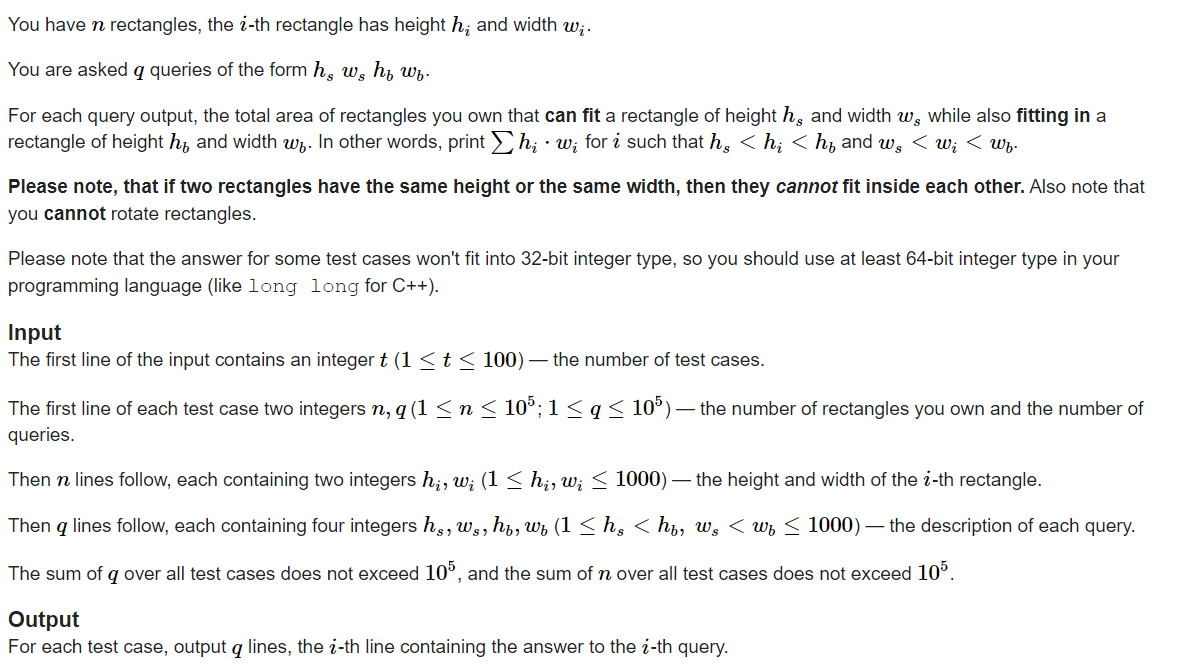 You have n rectangles, the i-th rectangle has height h_i and width w_i.
You are asked q queries of the form h_s w_s h_b w_b.
For each query output, the total area of rectangles you own that can fit a rectangle of height h_s and width w_s while also fitting in a
rectangle of height h_b and width w_b. In other words, print ∑ h_i · w_i for i such that h_s < h_i < h_b and w_s < w_i < w_b.
Please note, that if two rectangles have the same height or the same width, then they cannot fit inside each other. Also note that
you cannot rotate rectangles.
Please note that the answer for some test cases won't fit into 32-bit integer type, so you should use at least 64-bit integer type in your
programming language (like long long for C++).
Input
The first line of the input contains an integer t (1 ≤ t ≤ 100) — the number of test cases.
The first line of each test case two integers n, q (1 ≤ n ≤ 10^5; 1 ≤ q ≤ 10^5) — the number of rectangles you own and the number of
queries.
Then n lines follow, each containing two integers h_i, w_i (1 ≤ h_i, w_i ≤ 1000) — the height and width of the i-th rectangle.
Then q lines follow, each containing four integers h_s, w_s, h_b, w_b (1 ≤ h_s < h_b, w_s < w_b ≤ 1000) — the description of each query.
The sum of q over all test cases does not exceed 10^5, and the sum of n over all test cases does not exceed 10^5.
Output
For each test case, output q lines, the i-th line containing the answer to the i-th query.